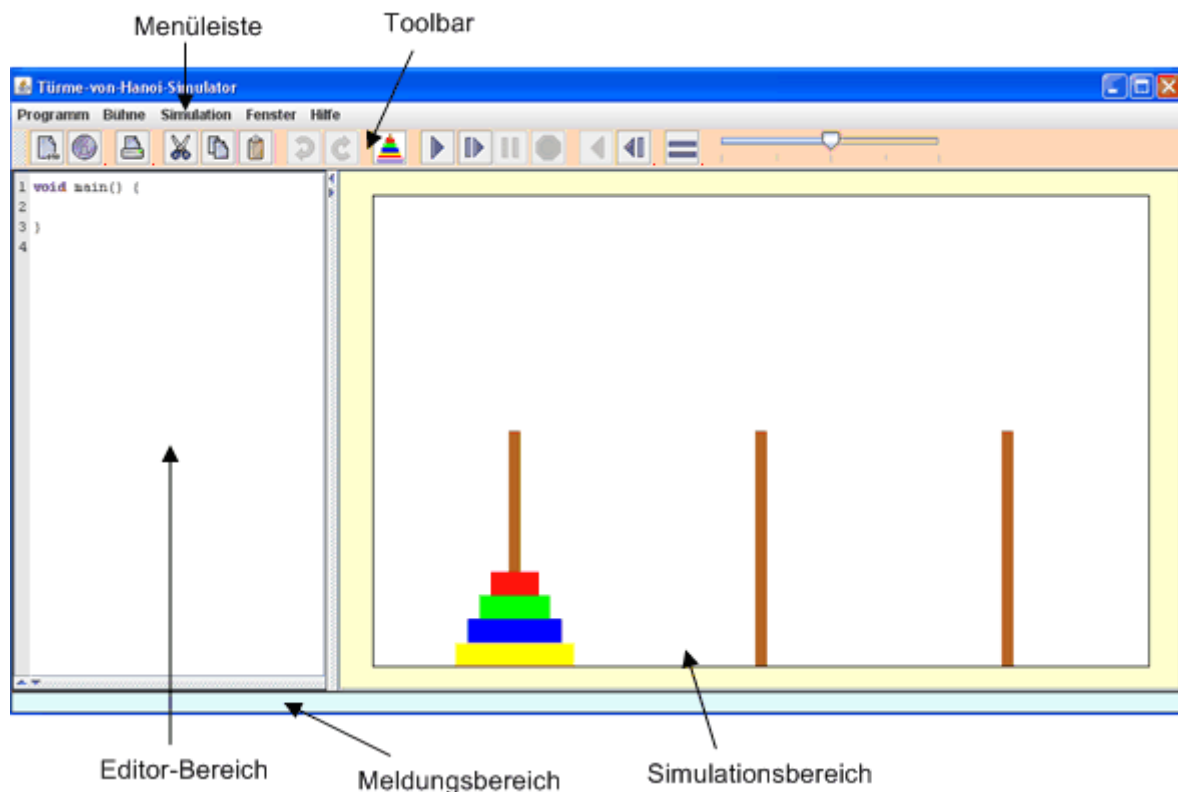 Menüleiste
Toolbar
Türme-von-Hanoi-Simulator
Programm Bühne Simulation Fenster Hilfe
1 void main() {
2
3 }
4
Editor-Bereich
Meldungsbereich
Simulationsbereich